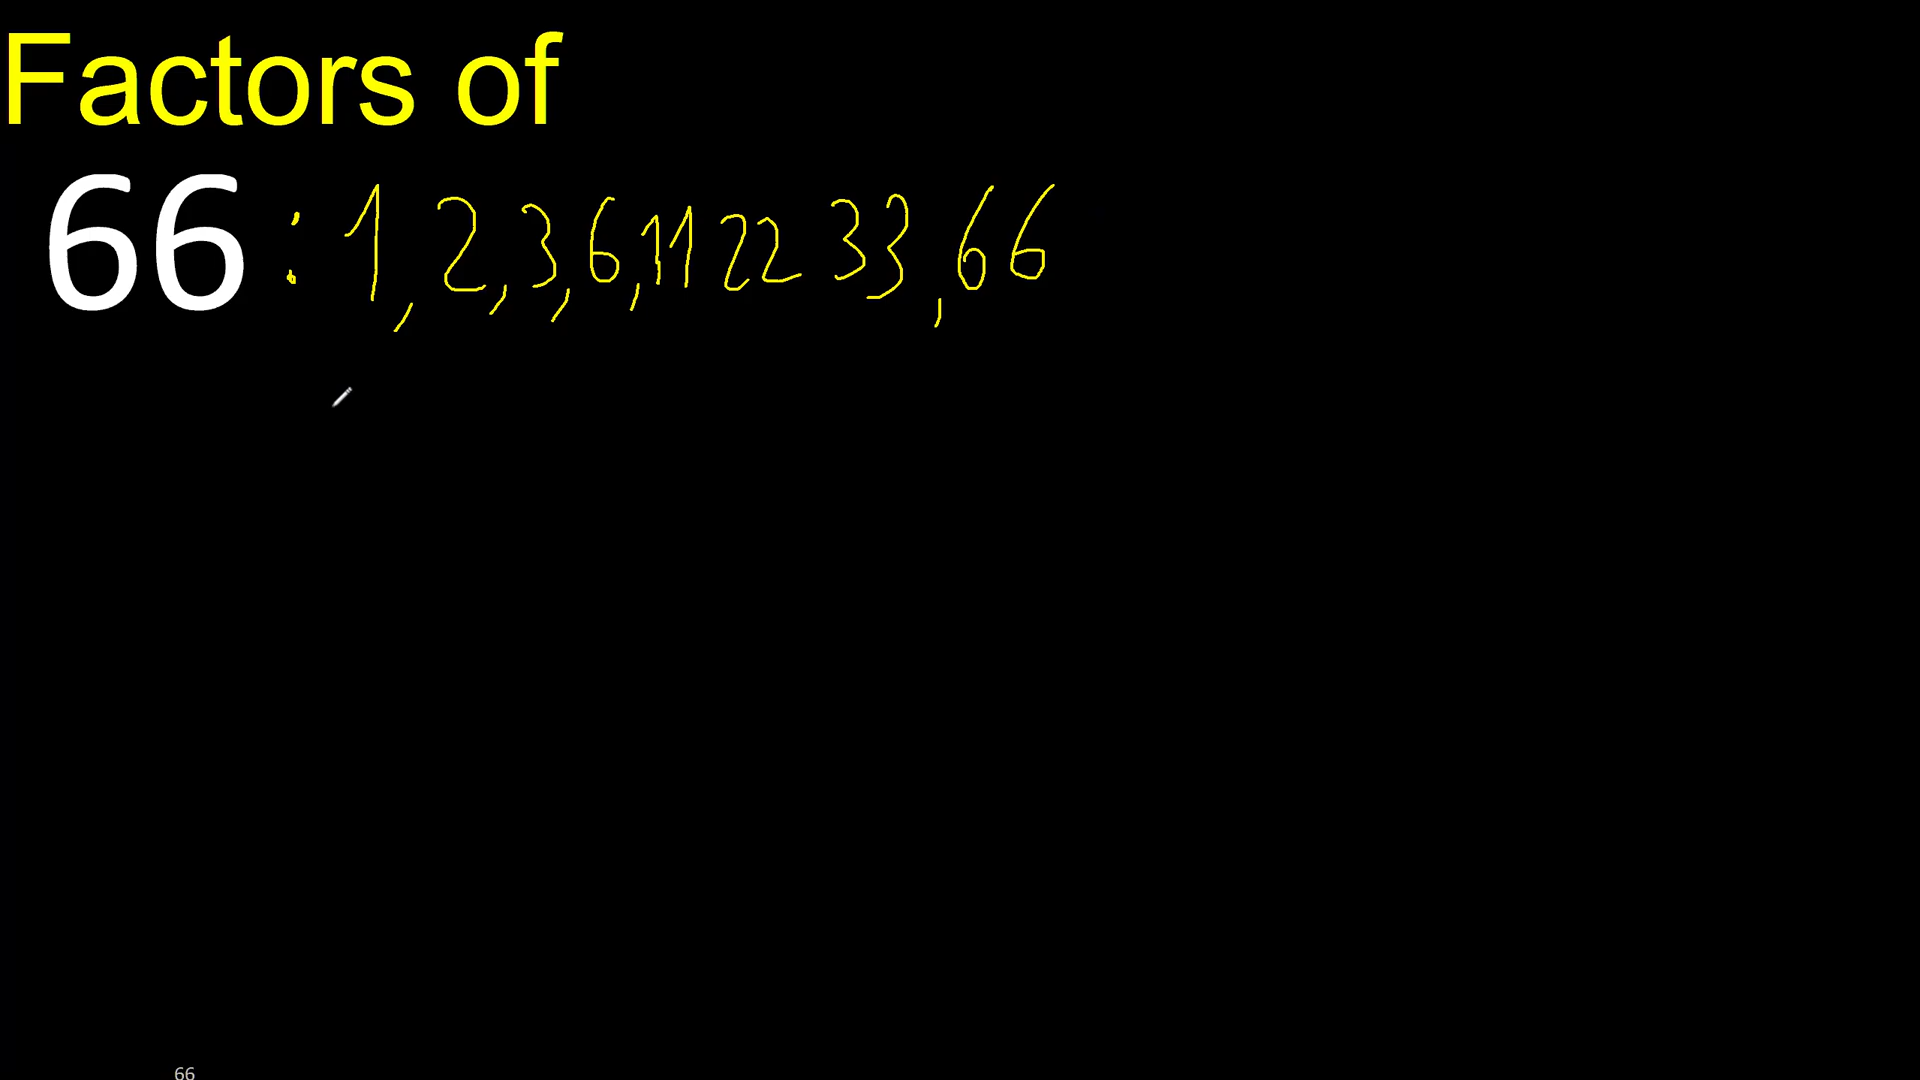 Factors of
66 : 1, 2, 3, 6, 11 22 33, 66
66